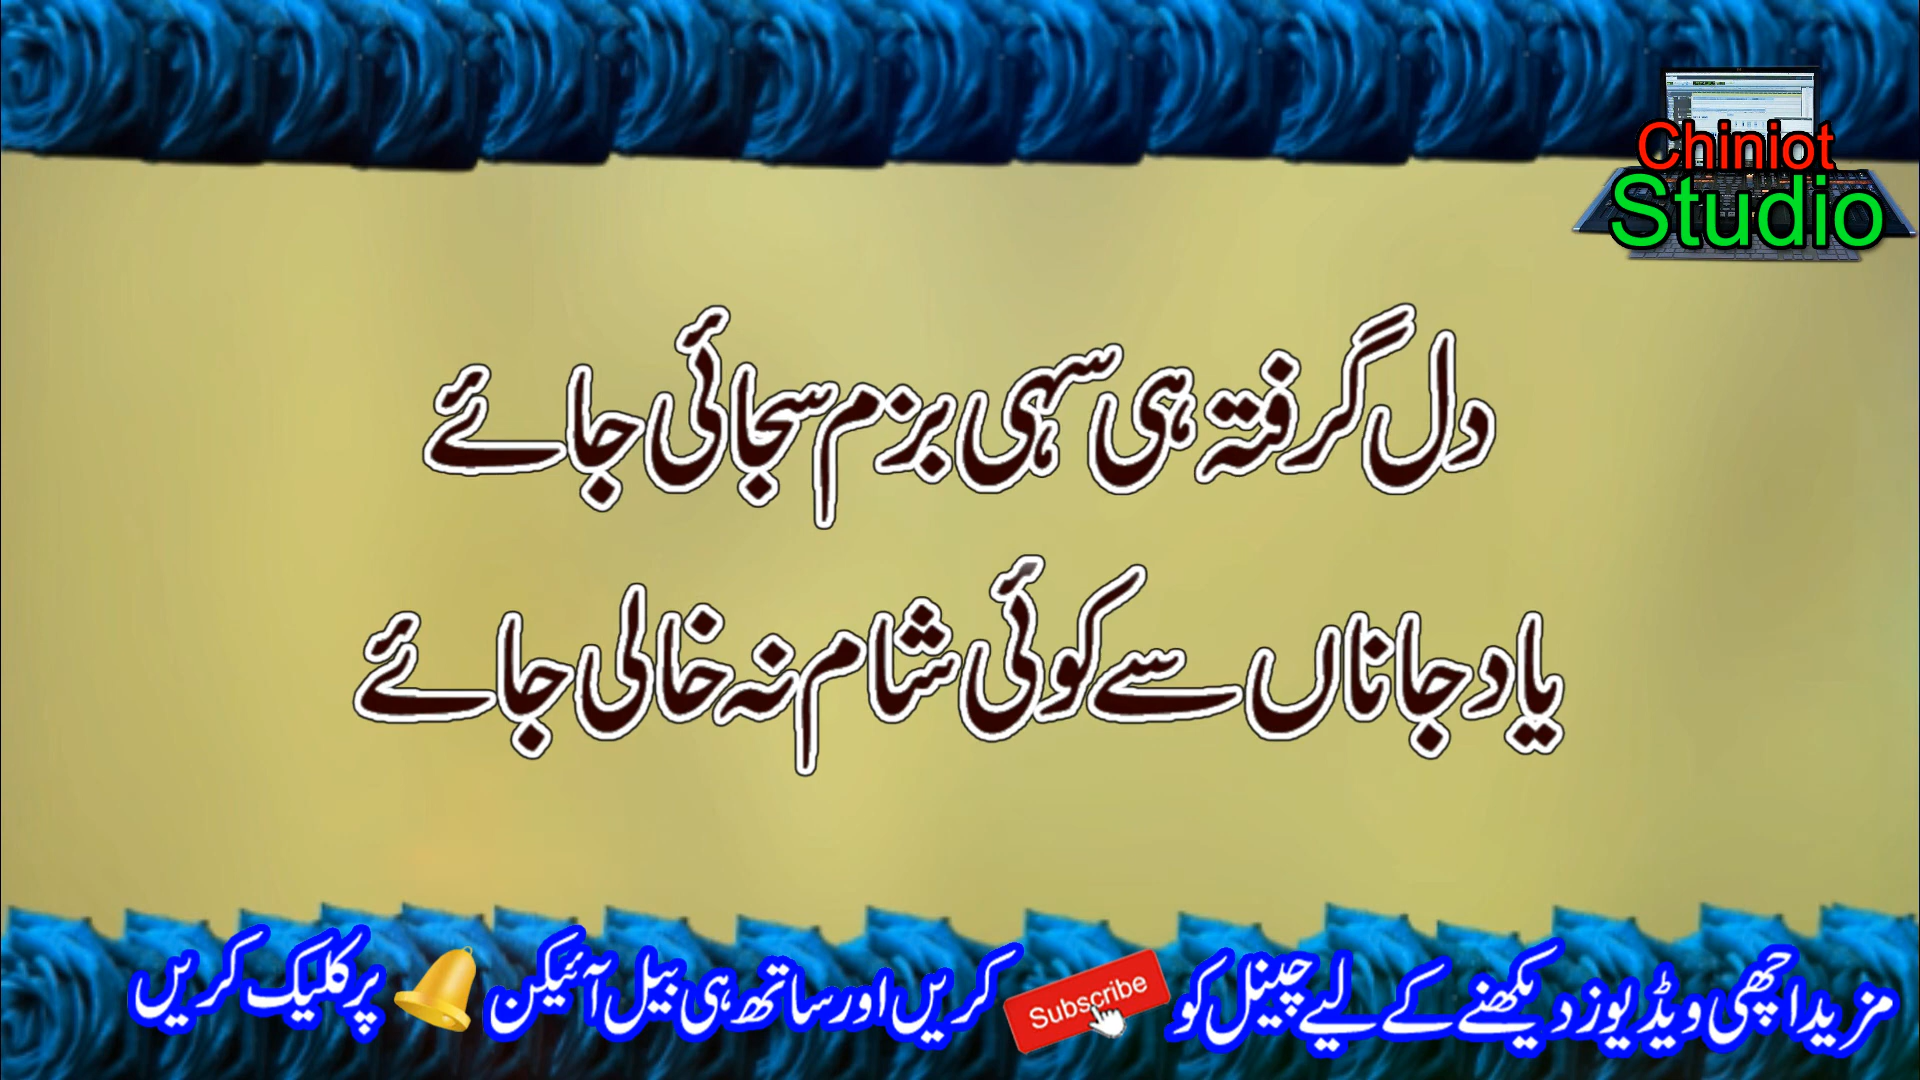 Chiniot
Studio
دل گرفتہ ہی سہی بزم سجائی جائے
یاد جاناں سے کوئی شام نہ خالی جائے
مزید اچھی ویڈیوز دیکھنے کے لیے چینل کو Subscribe کریں اور ساتھ ہی بیل آئیکن پر کلیک کریں